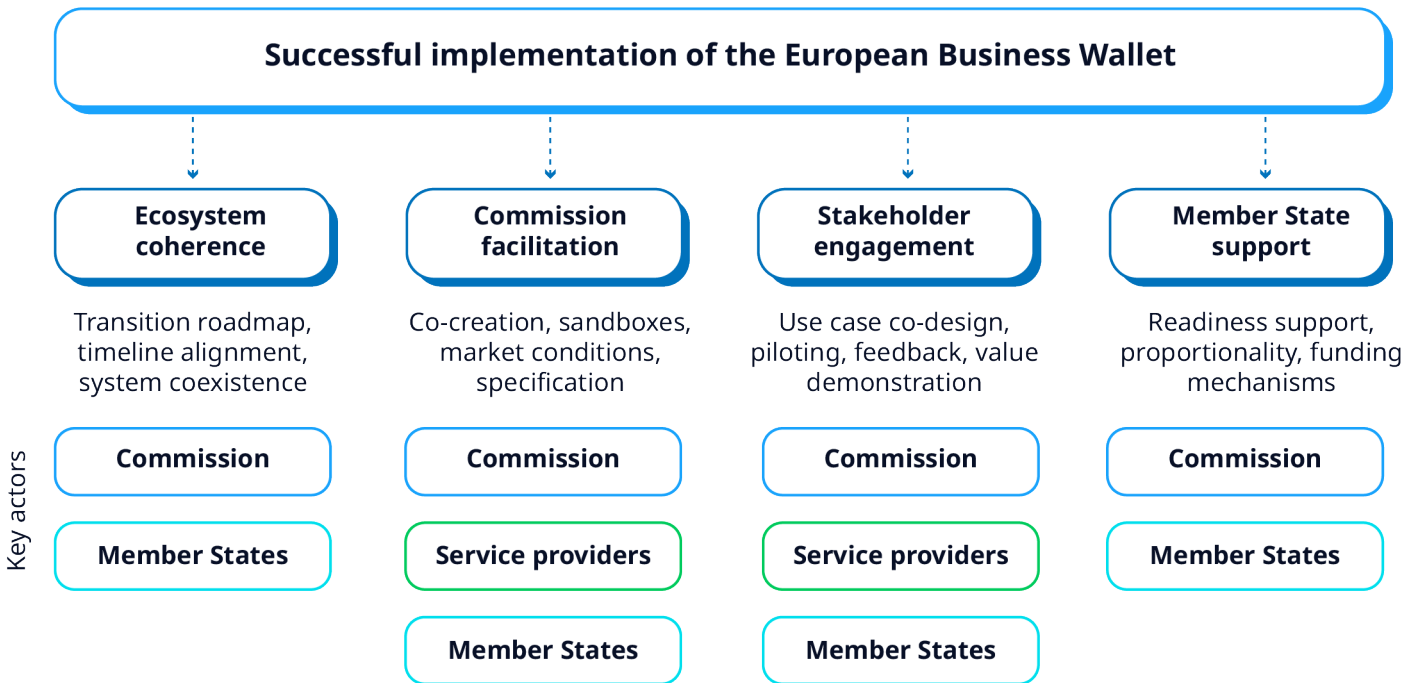 Successful implementation of the European Business Wallet
Ecosystem
coherence
Commission
facilitation
Stakeholder
engagement
Member State
support
Transition roadmap,
timeline alignment,
system coexistence
Co-creation, sandboxes,
market conditions,
specification
Use case co-design,
piloting, feedback, value
demonstration
Readiness support,
proportionality, funding
mechanisms
Key actors
Commission
Commission
Commission
Commission
Member States
Service providers
Service providers
Member States
Member States
Member States